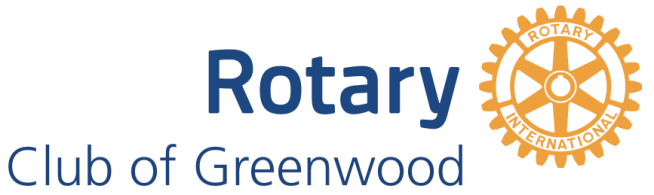 Rotary
Club of Greenwood
ROTARY
INTERNATIONAL